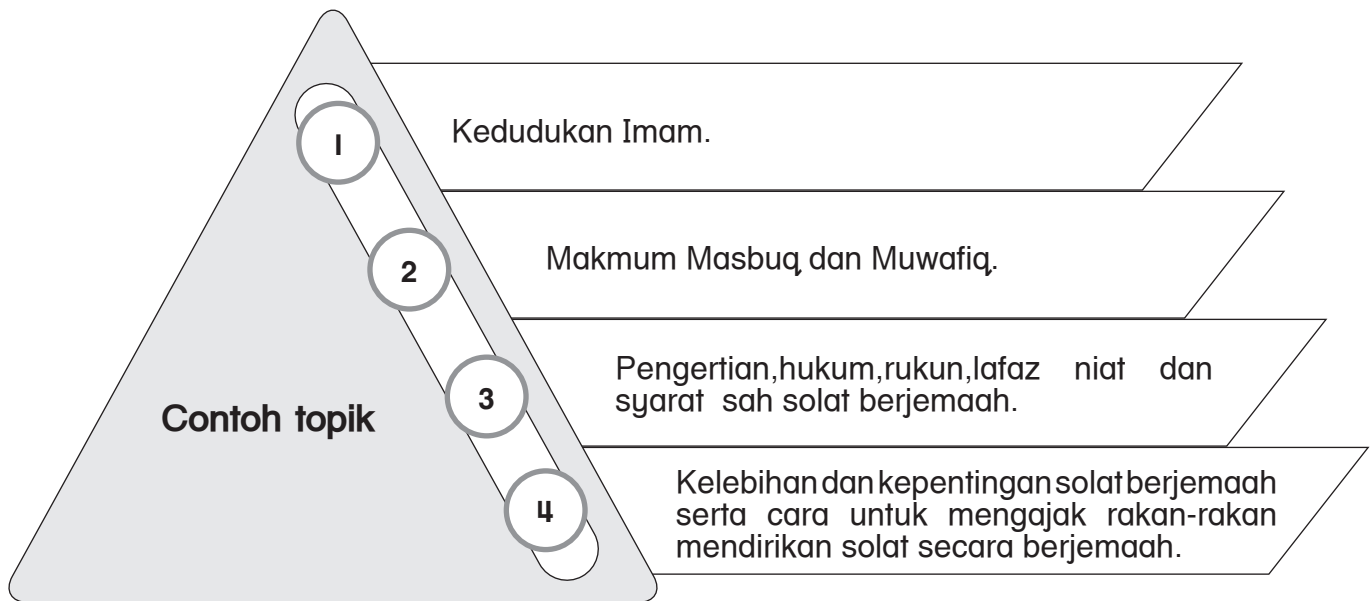 1
Kedudukan Imam.
2
Makmum Masbuq dan Muwafiq.
3
Pengertian,hukum,rukun,lafaz niat dan
syarat sah solat berjemaah.
Contoh topik
4
Kelebihan dan kepentingan solat berjemaah
serta cara untuk mengajak rakan-rakan
mendirikan solat secara berjemaah.